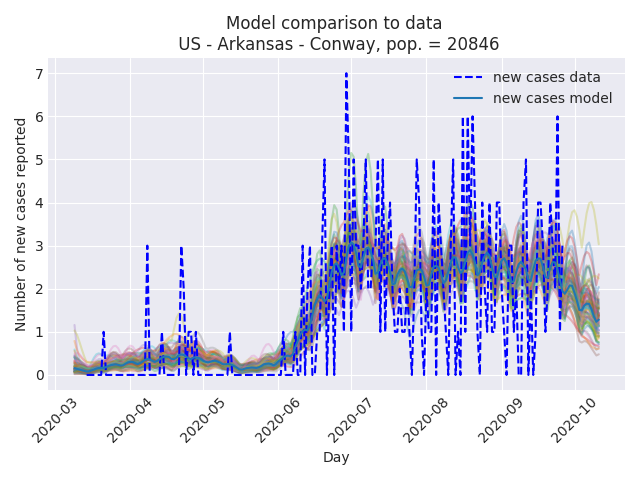 Model comparison to data
US - Arkansas - Conway, pop. = 20846
new cases data
new cases model
Number of new cases reported
7
6
5
4
3
2
1
0
2020-03
2020-04
2020-05
2020-06
2020-07
2020-08
2020-09
2020-10
Day